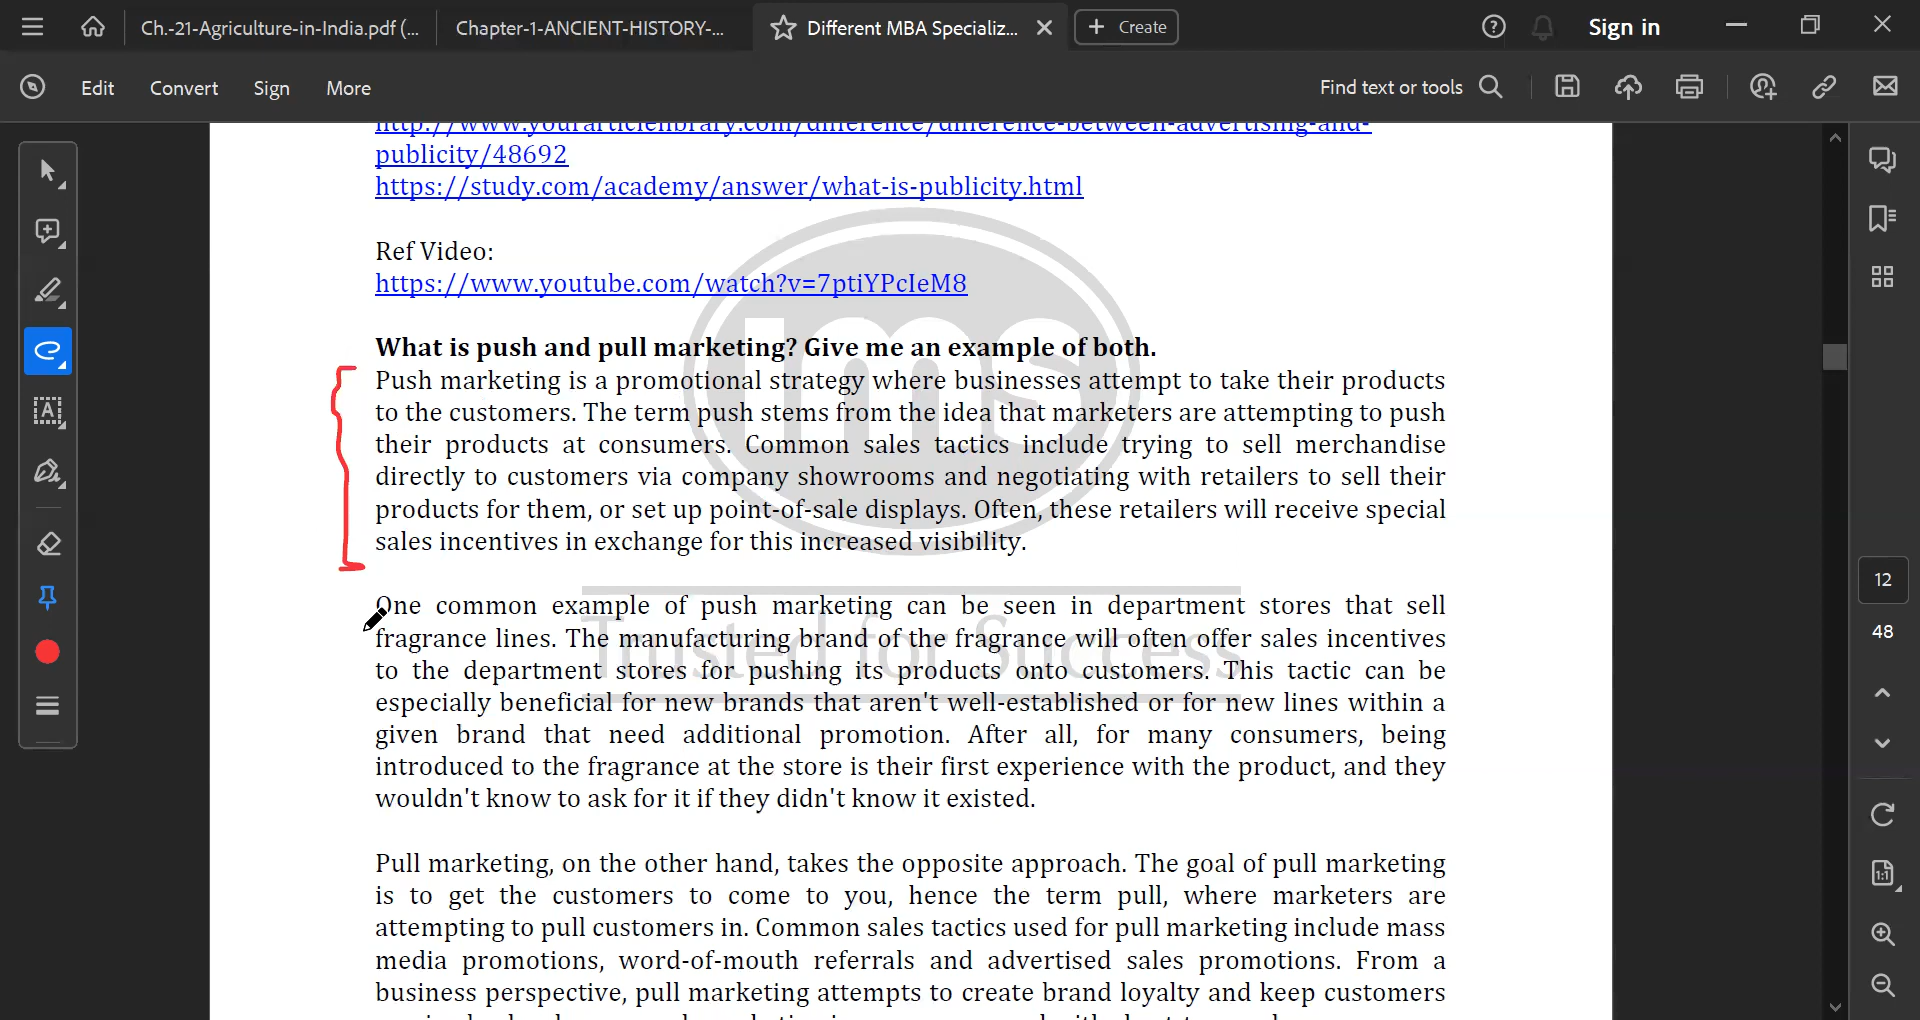 Ch.-21-Agriculture-in-India.pdf (...
Chapter-1-ANCIENT-HISTORY-...
Different MBA Specializ...
Create
Sign in
Edit
Convert
Sign
More
Find text or tools
http://www.yourarticlelibrary.com/difference/difference-between-advertising-and-
publicity/48692
https://study.com/academy/answer/what-is-publicity.html
Ref Video:
https://www.youtube.com/watch?v=7ptiYPcIeM8
ims
What is push and pull marketing? Give me an example of both.
Push marketing is a promotional strategy where businesses attempt to take their products
to the customers. The term push stems from the idea that marketers are attempting to push
their products at consumers. Common sales tactics include trying to sell merchandise
directly to customers via company showrooms and negotiating with retailers to sell their
products for them, or set up point-of-sale displays. Often, these retailers will receive special
sales incentives in exchange for this increased visibility.
One common example of push marketing can be seen in department stores that sell
fragrance lines. The manufacturing brand of the fragrance will often offer sales incentives
Trusted for Success
to the department stores for pushing its products onto customers. This tactic can be
especially beneficial for new brands that aren't well-established or for new lines within a
given brand that need additional promotion. After all, for many consumers, being
introduced to the fragrance at the store is their first experience with the product, and they
wouldn't know to ask for it if they didn't know it existed.
Pull marketing, on the other hand, takes the opposite approach. The goal of pull marketing
is to get the customers to come to you, hence the term pull, where marketers are
attempting to pull customers in. Common sales tactics used for pull marketing include mass
media promotions, word-of-mouth referrals and advertised sales promotions. From a
business perspective, pull marketing attempts to create brand loyalty and keep customers
12
48
1:1